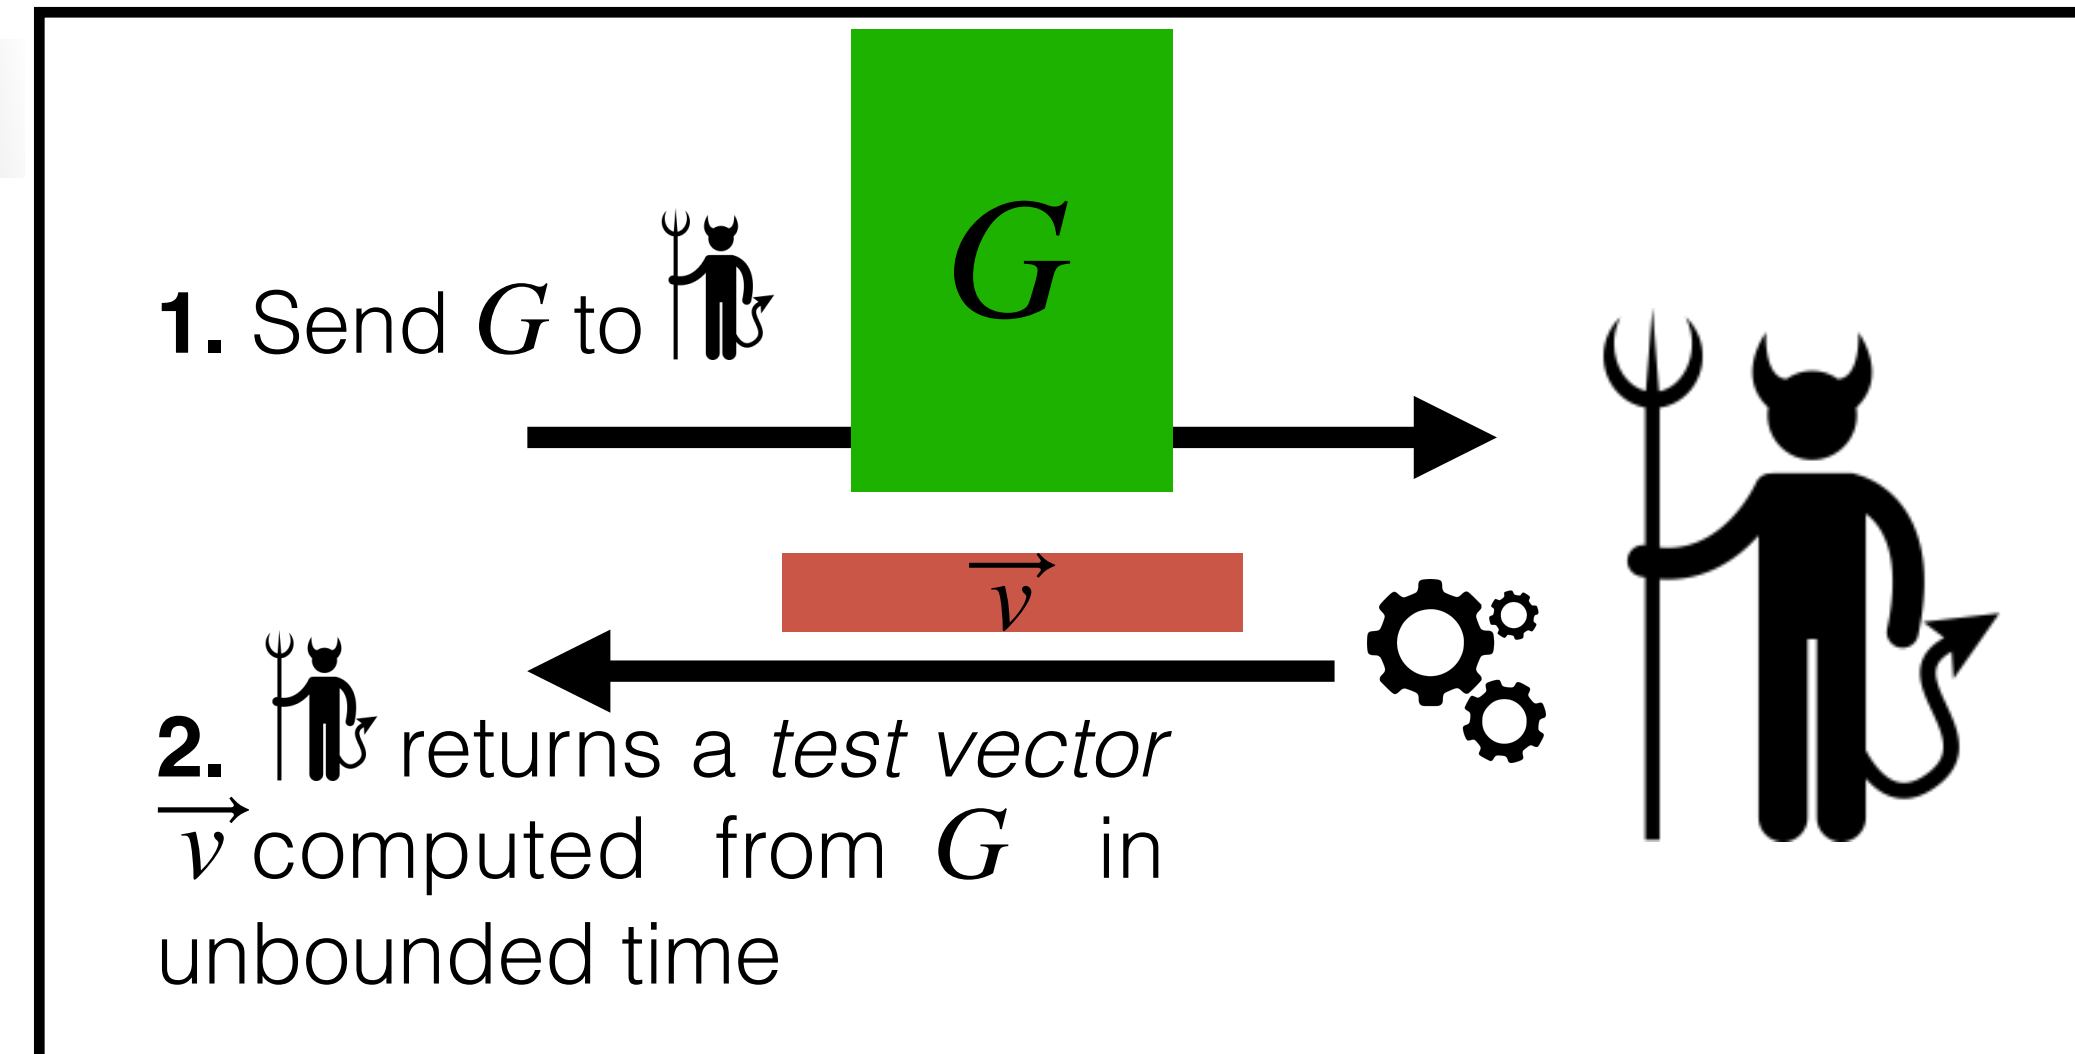 G
1. Send G to
v⃗
2. returns a test vector
v⃗ computed from G in
unbounded time